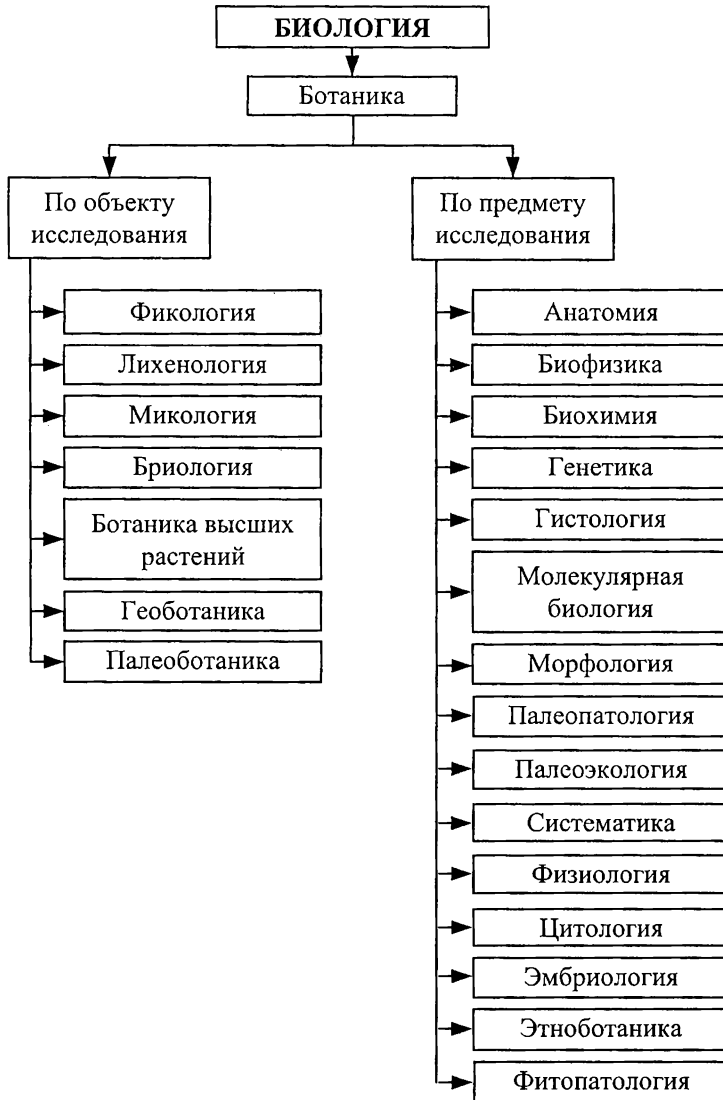 БИОЛОГИЯ
Ботаника
По объекту
исследования
Фикология
Лихенология
Микология
Бриология
Ботаника высших
растений
Геоботаника
Палеоботаника
По предмету
исследования
Анатомия
Биофизика
Биохимия
Генетика
Гистология
Молекулярная
биология
Морфология
Палеопатология
Палеоэкология
Систематика
Физиология
Цитология
Эмбриология
Этноботаника
Фитопатология